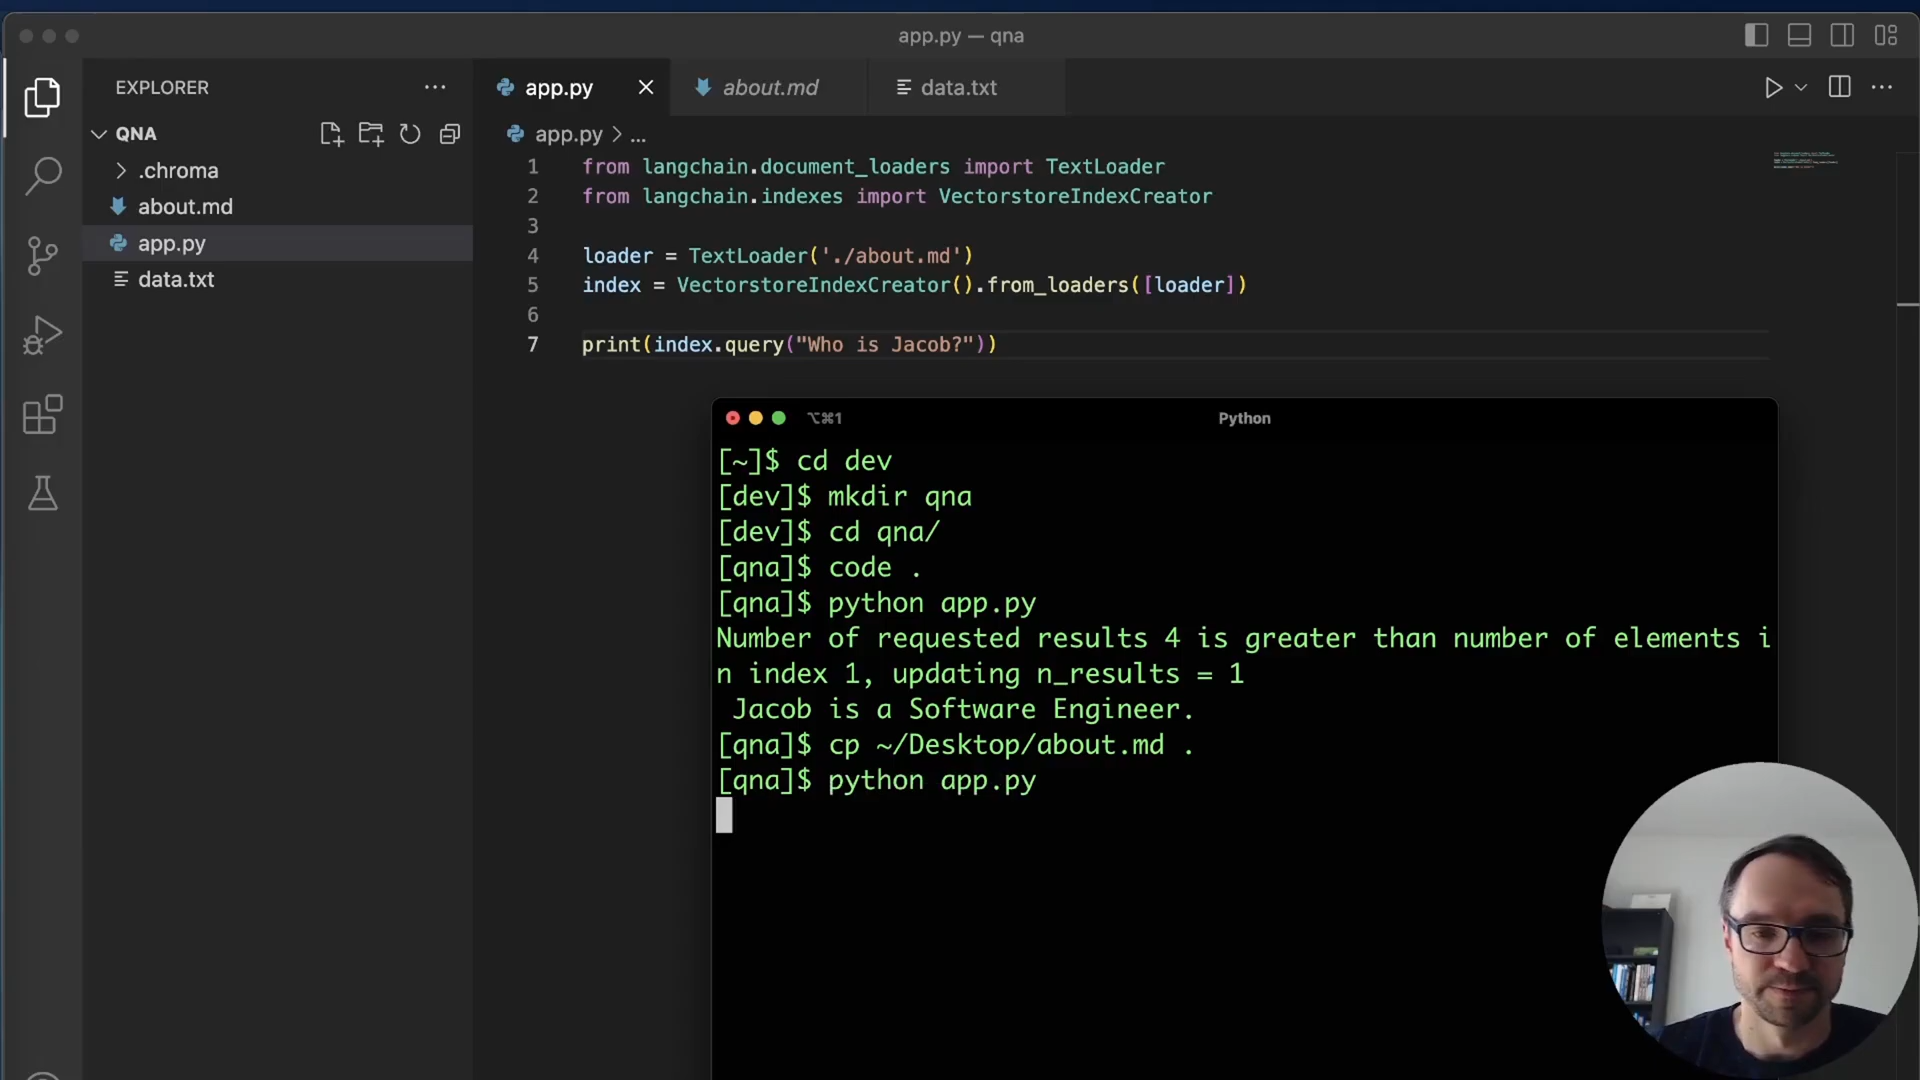 app.py — qna
EXPLORER
QNA
.chroma
about.md
app.py
data.txt
app.py
about.md
data.txt
app.py > ...
1 from langchain.document_loaders import TextLoader
2 from langchain.indexes import VectorstoreIndexCreator
3
4 loader = TextLoader('./about.md')
5 index = VectorstoreIndexCreator().from_loaders([loader])
6
7 print(index.query("Who is Jacob?"))
⌥⌘1 Python
[~]$ cd dev
[dev]$ mkdir qna
[dev]$ cd qna/
[qna]$ code .
[qna]$ python app.py
Number of requested results 4 is greater than number of elements i
n index 1, updating n_results = 1
Jacob is a Software Engineer.
[qna]$ cp ~/Desktop/about.md .
[qna]$ python app.py